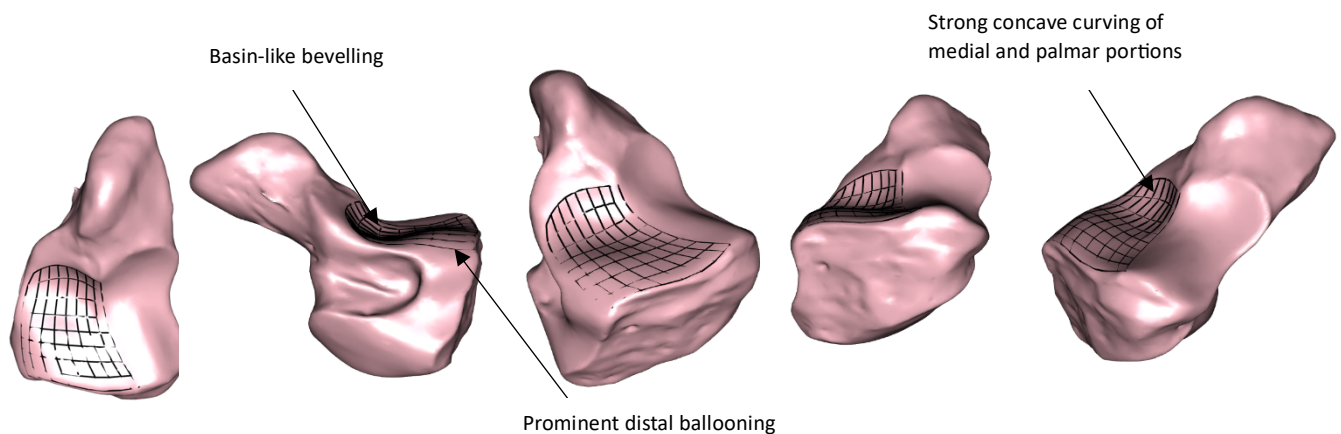 Basin-like bevelling
Strong concave curving of
medial and palmar portions
Prominent distal ballooning